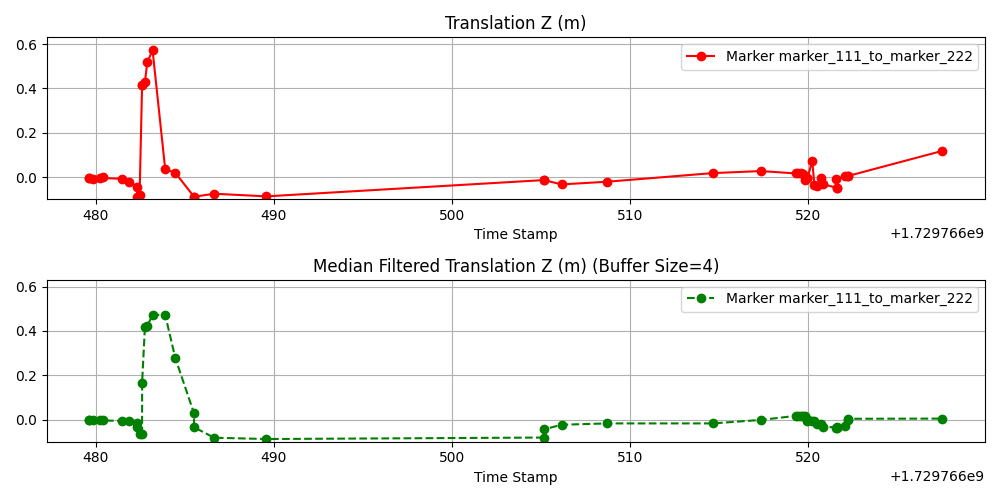 Translation Z (m)
0.6
0.4
0.2
0.0
Marker marker_111_to_marker_222
480
490
500
510
520
Time Stamp
+1.729766e9
Median Filtered Translation Z (m) (Buffer Size=4)
0.6
0.4
0.2
0.0
Marker marker_111_to_marker_222
480
490
500
510
520
Time Stamp
+1.729766e9